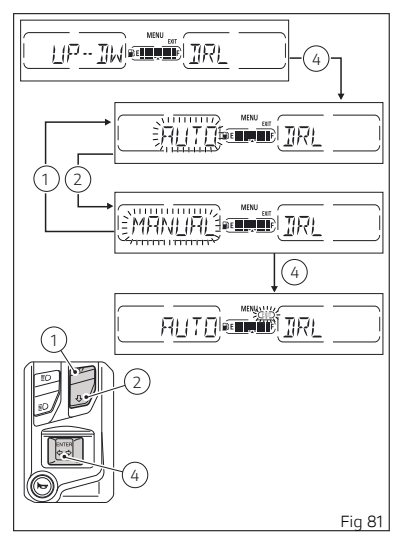 MENU
EXIT
UP--DW E F DRL
4
MENU
EXIT
AUTO E F DRL
1 2
MENU
EXIT
MANUAL E F DRL
4
MENU
AUTO E F DRL
1
2
ENTER
4
Fig 81